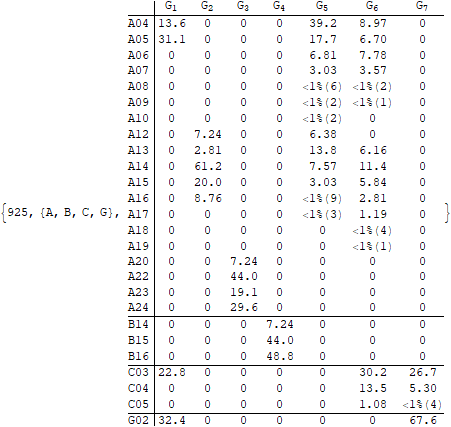 G1 G2 G3 G4 G5 G6 G7
A04 13.6 0 0 0 39.2 8.97 0
A05 31.1 0 0 0 17.7 6.70 0
A06 0 0 0 0 6.81 7.78 0
A07 0 0 0 0 3.03 3.57 0
A08 0 0 0 0 <1%(6) <1%(2) 0
A09 0 0 0 0 <1%(2) <1%(1) 0
A10 0 0 0 0 <1%(2) 0 0
A12 0 7.24 0 0 6.38 0 0
A13 0 2.81 0 0 13.8 6.16 0
A14 0 61.2 0 0 7.57 11.4 0
A15 0 20.0 0 0 3.03 5.84 0
A16 0 8.76 0 0 <1%(9) 2.81 0
{925, {A, B, C, G}, A17 0 0 0 0 <1%(3) 1.19 0 }
A18 0 0 0 0 0 <1%(4) 0
A19 0 0 0 0 0 <1%(1) 0
A20 0 0 7.24 0 0 0 0
A22 0 0 44.0 0 0 0 0
A23 0 0 19.1 0 0 0 0
A24 0 0 29.6 0 0 0 0
B14 0 0 0 7.24 0 0 0
B15 0 0 0 44.0 0 0 0
B16 0 0 0 48.8 0 0 0
C03 22.8 0 0 0 0 30.2 26.7
C04 0 0 0 0 0 13.5 5.30
C05 0 0 0 0 0 1.08 <1%(4)
G02 32.4 0 0 0 0 0 67.6